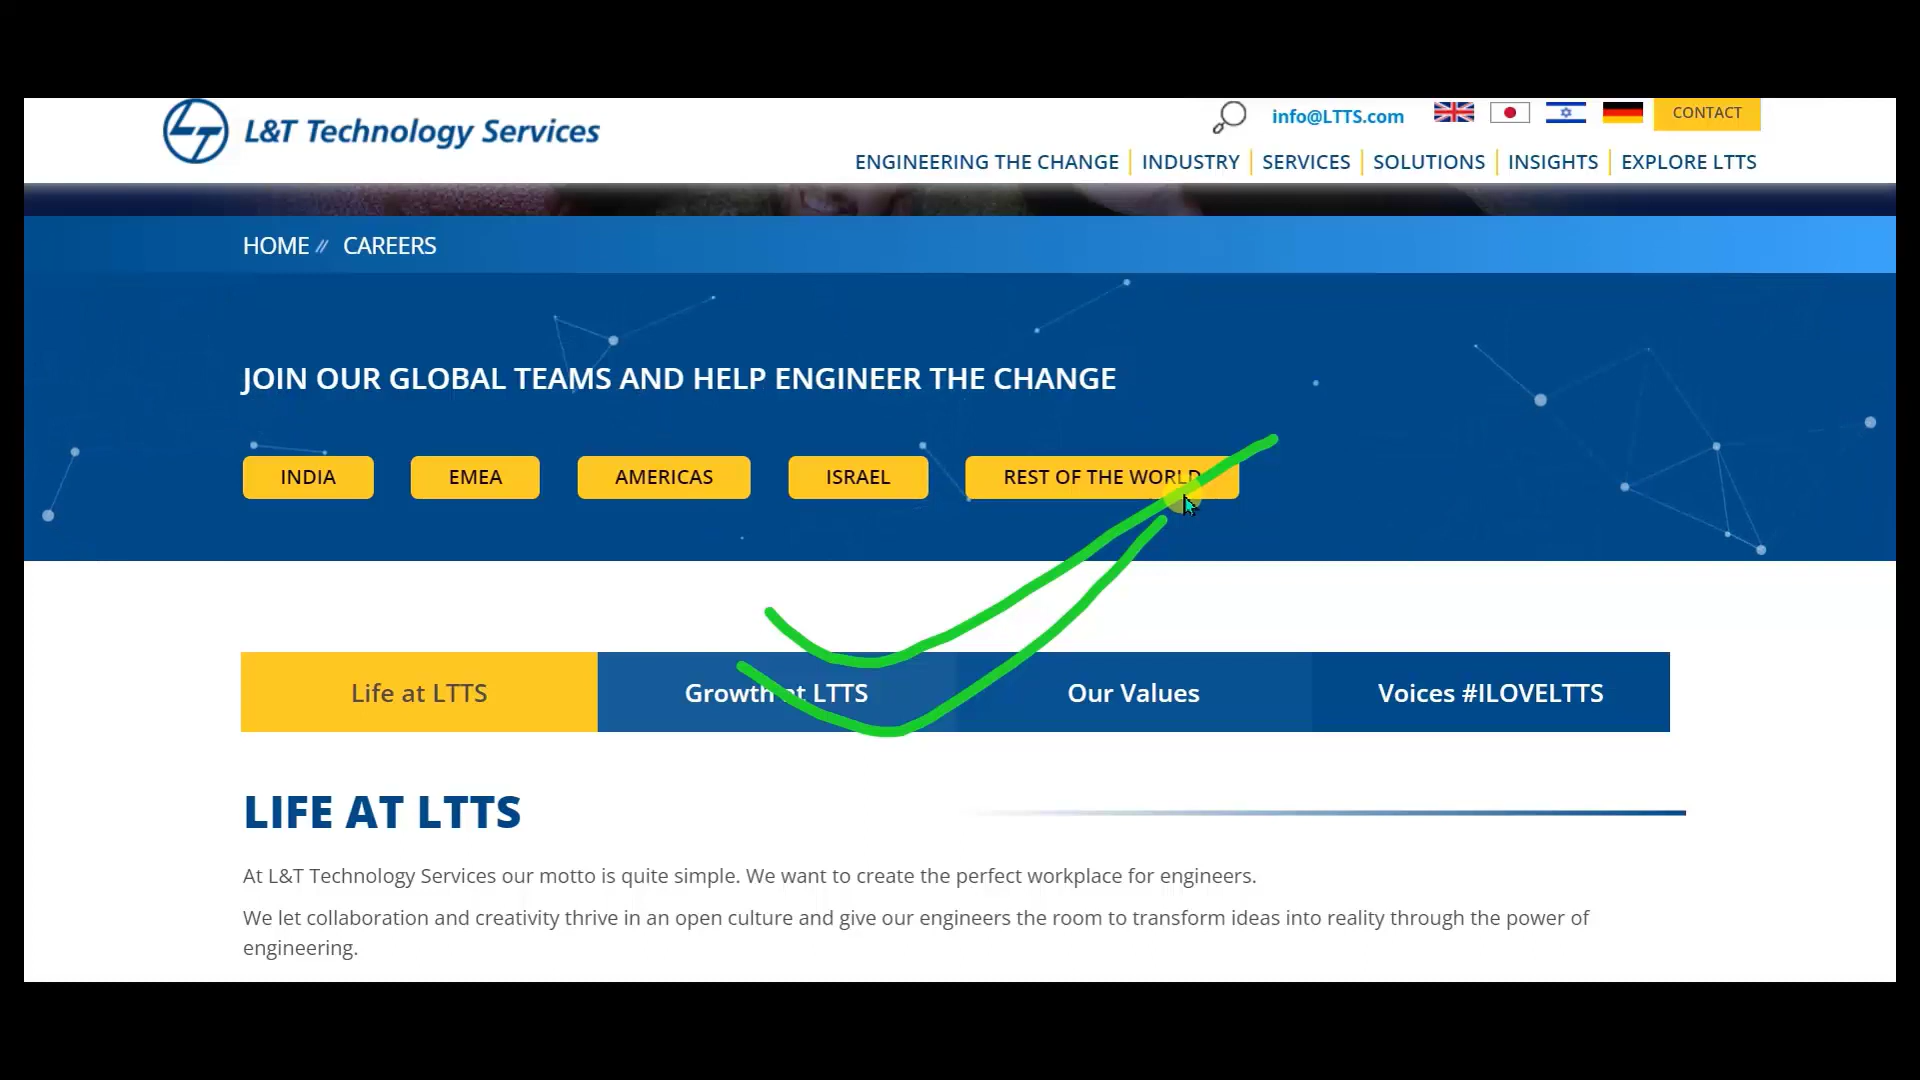 L&T Technology Services
info@LTTS.com
CONTACT
ENGINEERING THE CHANGE
INDUSTRY
SERVICES
SOLUTIONS
INSIGHTS
EXPLORE LTTS
HOME // CAREERS
JOIN OUR GLOBAL TEAMS AND HELP ENGINEER THE CHANGE
INDIA
EMEA
AMERICAS
ISRAEL
REST OF THE WORLD
Life at LTTS
Growth at LTTS
Our Values
Voices #ILOVELTTS
LIFE AT LTTS
At L&T Technology Services our motto is quite simple. We want to create the perfect workplace for engineers.
We let collaboration and creativity thrive in an open culture and give our engineers the room to transform ideas into reality through the power of
engineering.